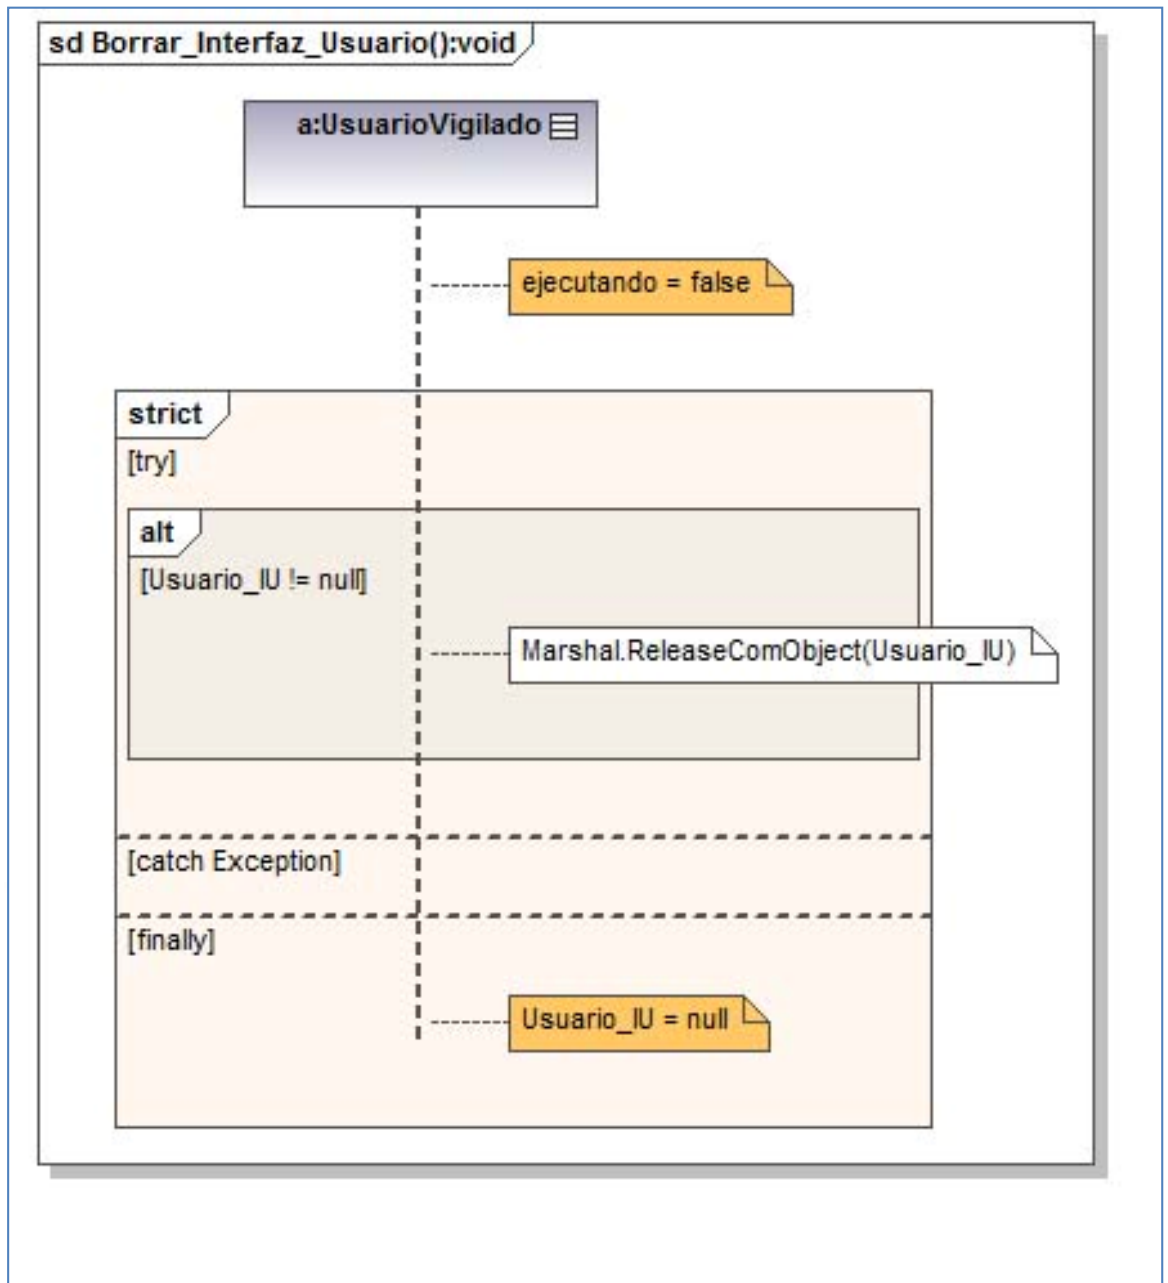 sd Borrar_Interfaz_Usuario():void
a:UsuarioVigilado
ejecutando = false
strict
[try]
alt
[Usuario_IU != null]
Marshal.ReleaseComObject(Usuario_IU)
[catch Exception]
[finally]
Usuario_IU = null